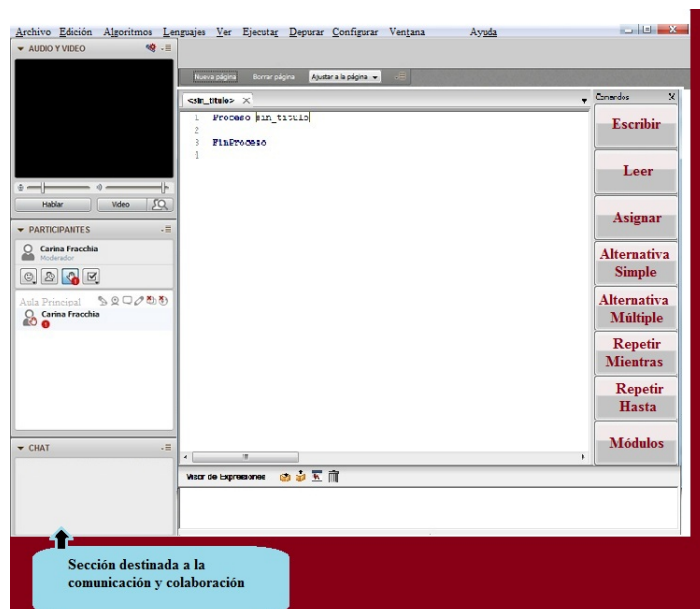 Archivo Edición Algoritmos Lenguajes Ver Ejecutar Depurar Configurar Ventana Ayuda
AUDIO Y VIDEO
Nueva página Borrar página Ajustar a la página
<sin_titulo>
1 Proceso sin_titulo
2
3 FinProceso
4
Hablar Video
PARTICIPANTES
Carina Fracchia
Moderador
Aula Principal
Carina Fracchia
CHAT
Comandos X
Escribir
Leer
Asignar
Alternativa
Simple
Alternativa
Múltiple
Repetir
Mientras
Repetir
Hasta
Módulos
Visor de Expresiones
Sección destinada a la
comunicación y colaboración